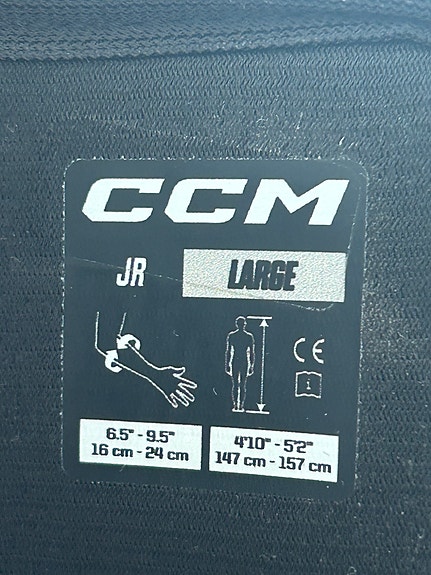 CCM
JR LARGE
CE
i
6.5" - 9.5"
16 cm - 24 cm
4'10" - 5'2"
147 cm - 157 cm